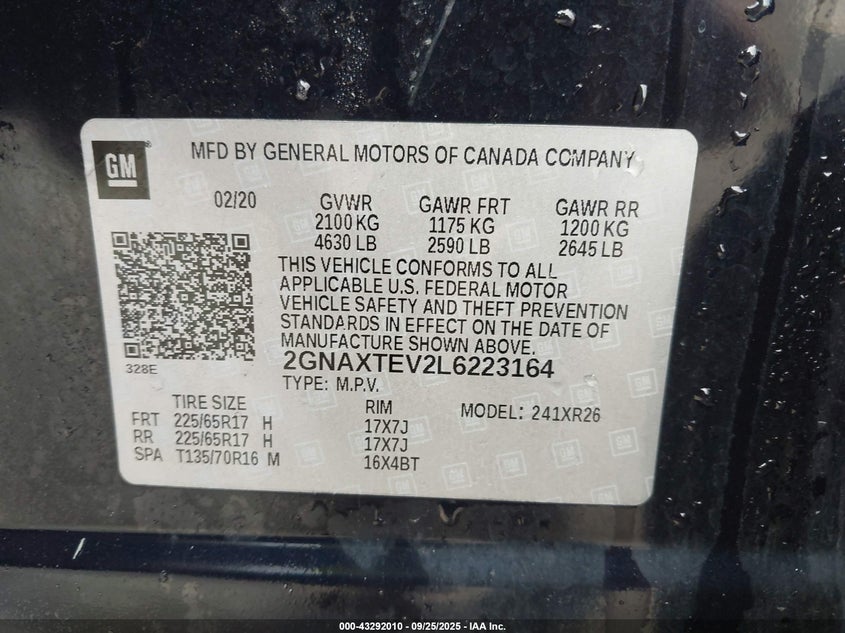 GM
MFD BY GENERAL MOTORS OF CANADA COMPANY
02/20 GVWR GAWR FRT GAWR RR
2100 KG 1175 KG 1200 KG
4630 LB 2590 LB 2645 LB
THIS VEHICLE CONFORMS TO ALL
APPLICABLE U.S. FEDERAL MOTOR
VEHICLE SAFETY AND THEFT PREVENTION
STANDARDS IN EFFECT ON THE DATE OF
MANUFACTURE SHOWN ABOVE.
328E
2GNAXTEV2L6223164
TYPE: M.P.V.
TIRE SIZE RIM MODEL: 241XR26
FRT 225/65R17 H 17X7J
RR 225/65R17 H 17X7J
SPA T135/70R16 M 16X4BT
000-43292010 - 09/25/2025 - IAA Inc.